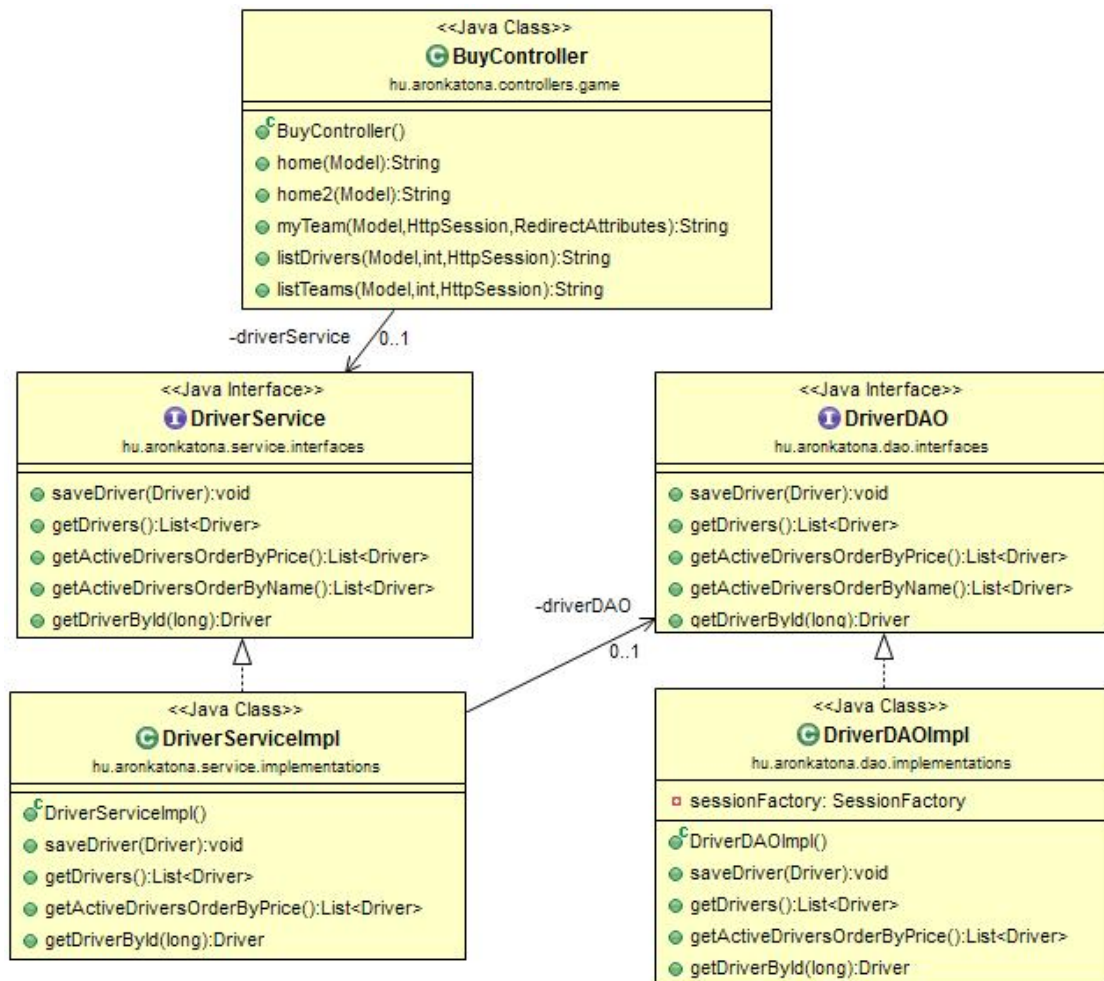 <<Java Class>>
BuyController
hu.aronkatona.controllers.game
BuyController()
home(Model):String
home2(Model):String
myTeam(Model,HttpSession,RedirectAttributes):String
listDrivers(Model,int,HttpSession):String
listTeams(Model,int,HttpSession):String
-driverService
0..1
<<Java Interface>>
DriverService
hu.aronkatona.service.interfaces
saveDriver(Driver):void
getDrivers():List<Driver>
getActiveDriversOrderByPrice():List<Driver>
getActiveDriversOrderByName():List<Driver>
getDriverById(long):Driver
<<Java Interface>>
DriverDAO
hu.aronkatona.dao.interfaces
saveDriver(Driver):void
getDrivers():List<Driver>
getActiveDriversOrderByPrice():List<Driver>
getActiveDriversOrderByName():List<Driver>
getDriverById(long):Driver
-driverDAO
0..1
<<Java Class>>
DriverServiceImpl
hu.aronkatona.service.implementations
DriverServiceImpl()
saveDriver(Driver):void
getDrivers():List<Driver>
getActiveDriversOrderByPrice():List<Driver>
getDriverById(long):Driver
<<Java Class>>
DriverDAOImpl
hu.aronkatona.dao.implementations
sessionFactory: SessionFactory
DriverDAOImpl()
saveDriver(Driver):void
getDrivers():List<Driver>
getActiveDriversOrderByPrice():List<Driver>
getDriverById(long):Driver